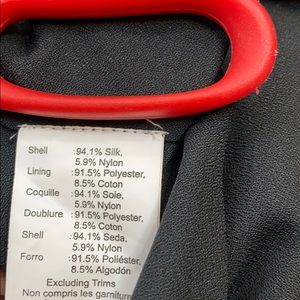 Shell :94.1% Silk,
5.9% Nylon
Lining :91.5% Polyester,
8.5% Coton
Coquille :94.1% Soie,
5.9% Nylon
Doublure :91.5% Polyester,
8.5% Coton
Shell :94.1% Seda,
5.9% Nylon
Forro :91.5% Poliéster,
8.5% Algodón
Excluding Trims
Non compris les garniture